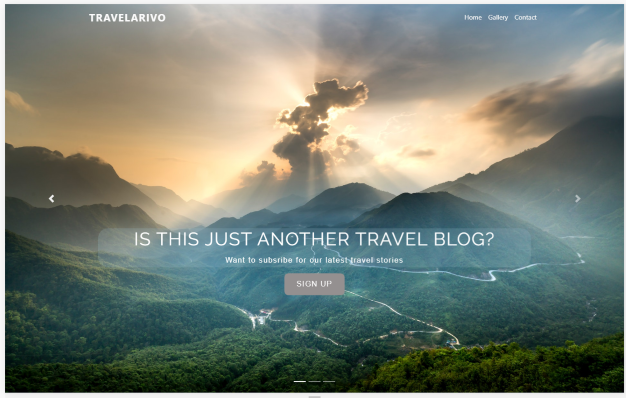 TRAVELARIVO
Home Gallery Contact
IS THIS JUST ANOTHER TRAVEL BLOG?
Want to subsribe for our latest travel stories
SIGN UP